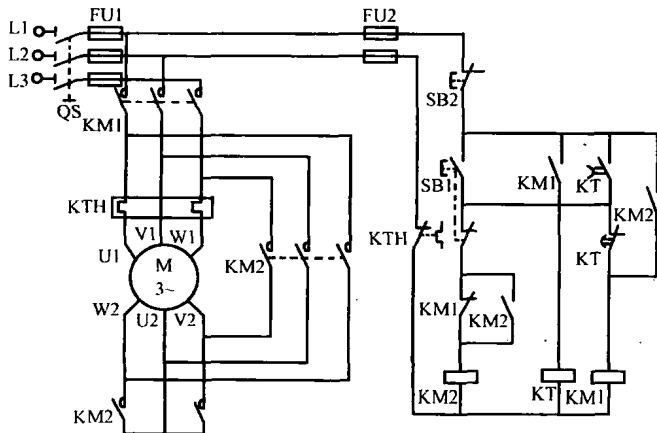 L1 FU1 FU2
L2
L3
QS
SB2
KM1
SB1 KM1 KT KM2
KTH
V1 W1
U1
KTH
M
3~
KM2
KT
W2 U2 V2
KM1 KM2
KM2
KM2 KT KM1